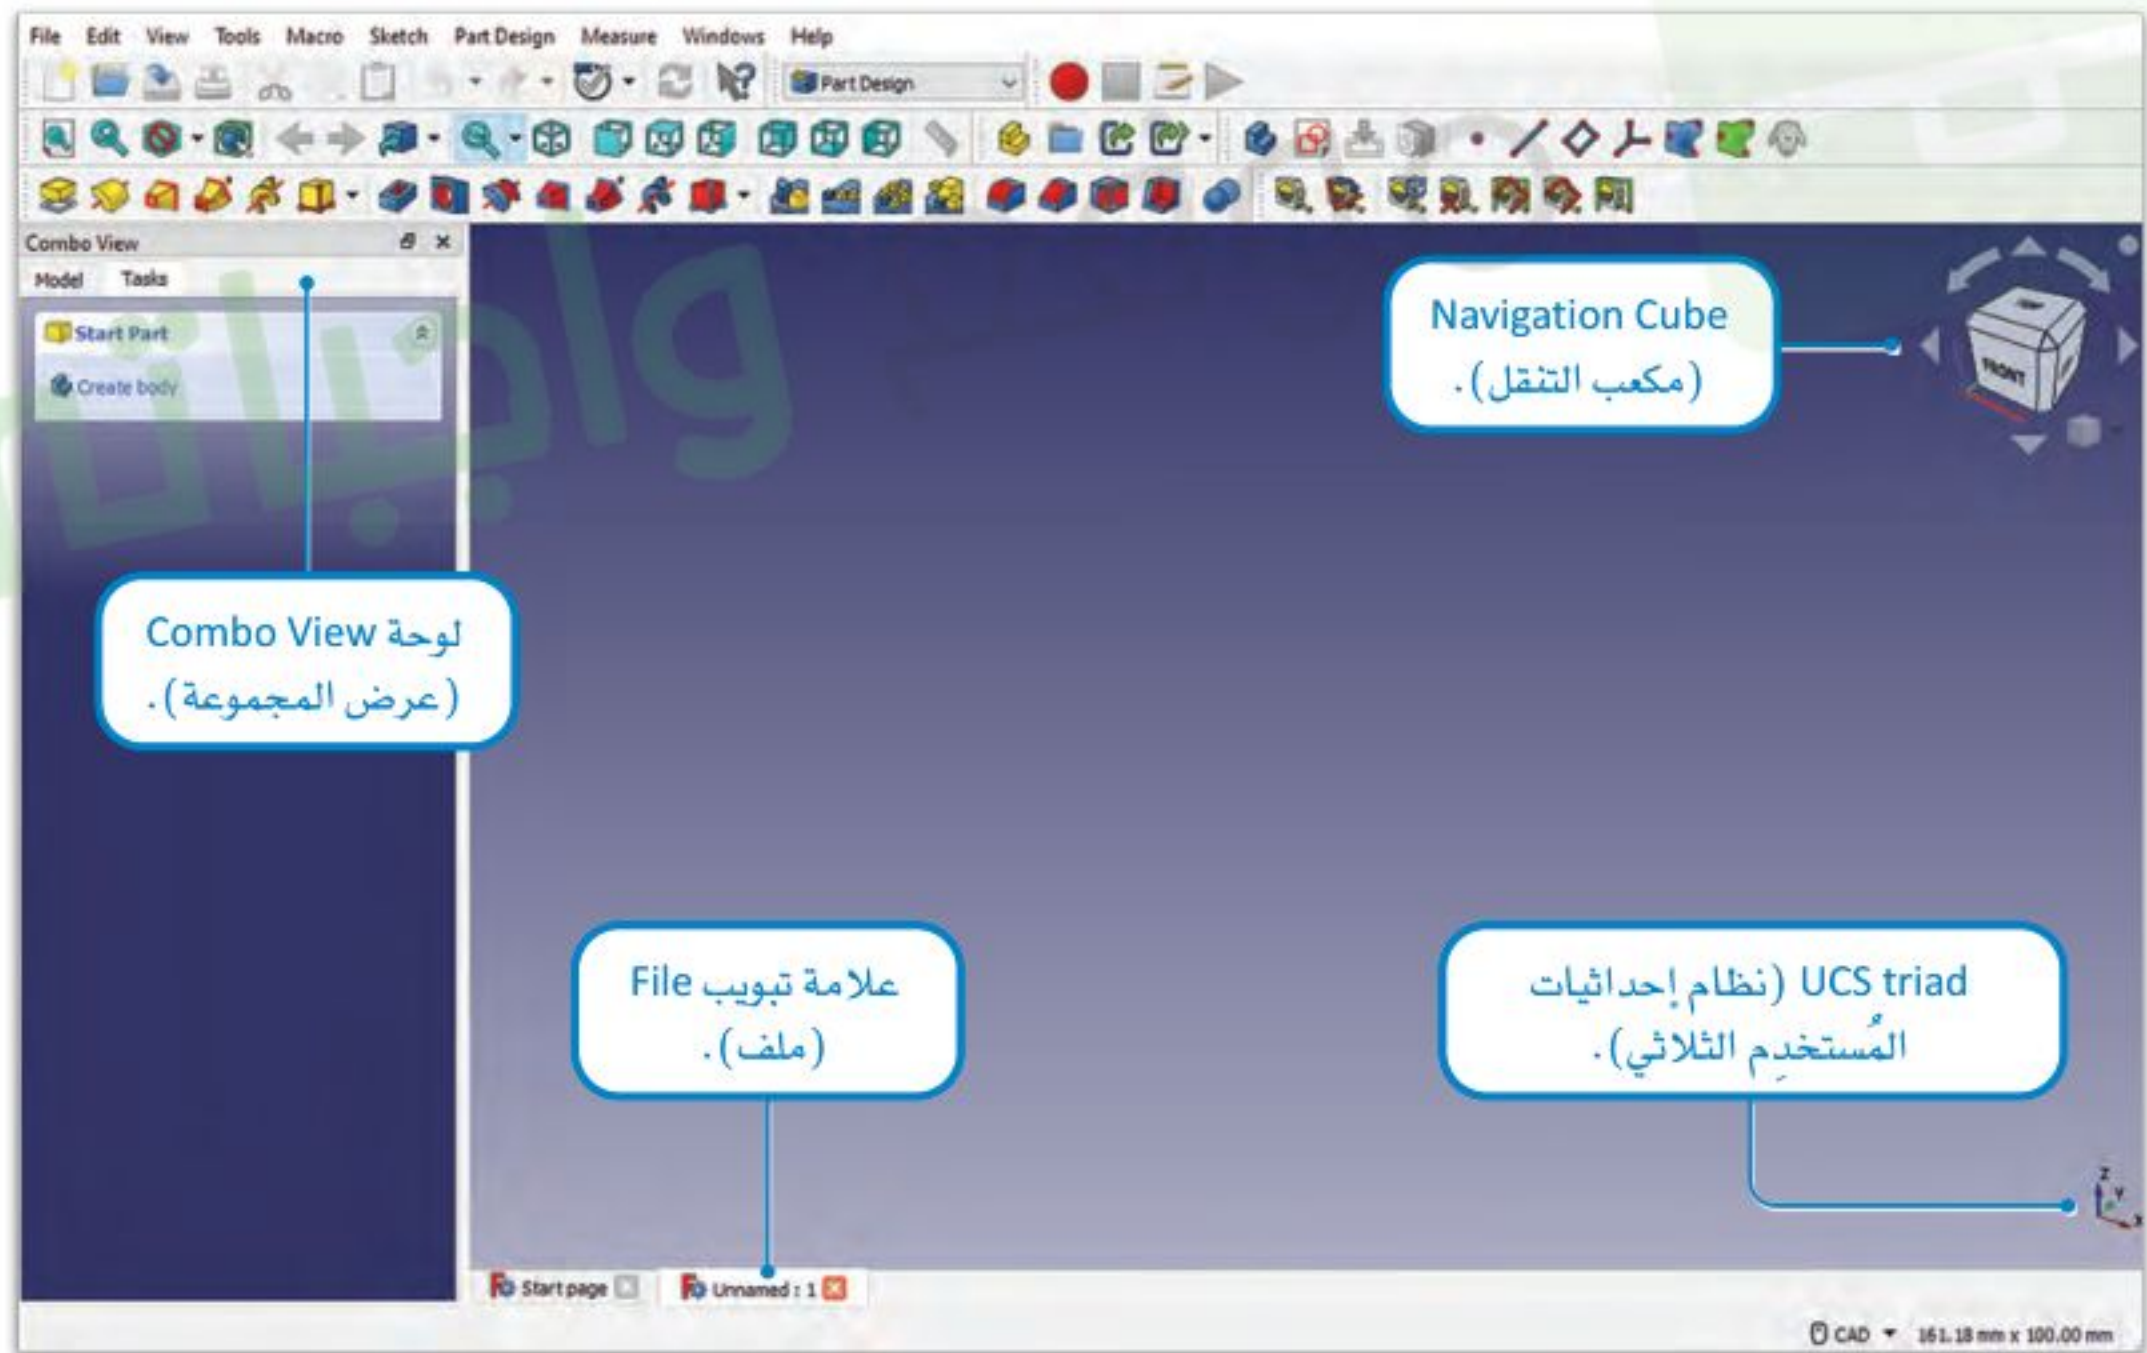 File Edit View Tools Macro Sketch Part Design Measure Windows Help
Part Design
Combo View
Model Tasks
Start Part
Create body
Navigation Cube
(مكعب التنقل).
FRONT
لوحة Combo View
(عرض المجموعة).
علامة تبويب File
(ملف).
UCS triad (نظام إحداثيات
المُستخدِم الثلاثي).
Z
Y
X
Start page
Unnamed : 1
CAD 161.18 mm x 100.00 mm